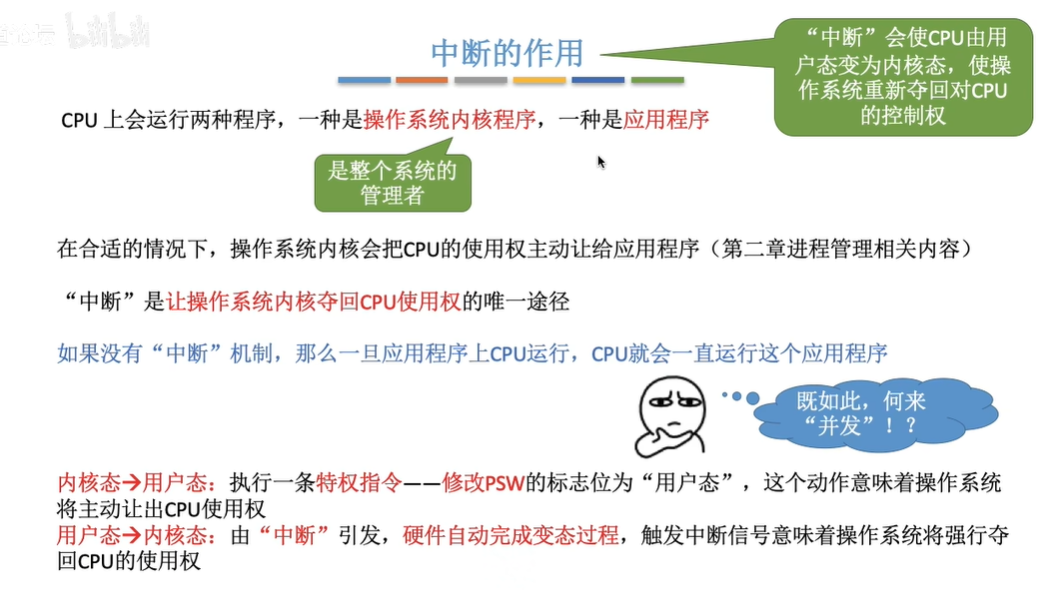 bilibili
中断的作用
“中断”会使CPU由用
户态变为内核态，使操
作系统重新夺回对CPU
的控制权
CPU 上会运行两种程序，一种是操作系统内核程序，一种是应用程序
是整个系统的
管理者
在合适的情况下，操作系统内核会把CPU的使用权主动让给应用程序（第二章进程管理相关内容）
“中断”是让操作系统内核夺回CPU使用权的唯一途径
如果没有“中断”机制，那么一旦应用程序上CPU运行，CPU就会一直运行这个应用程序
既如此，何来
“并发”！？
内核态→用户态：执行一条特权指令——修改PSW的标志位为“用户态”，这个动作意味着操作系统
将主动让出CPU使用权
用户态→内核态：由“中断”引发，硬件自动完成变态过程，触发中断信号意味着操作系统将强行夺
回CPU的使用权